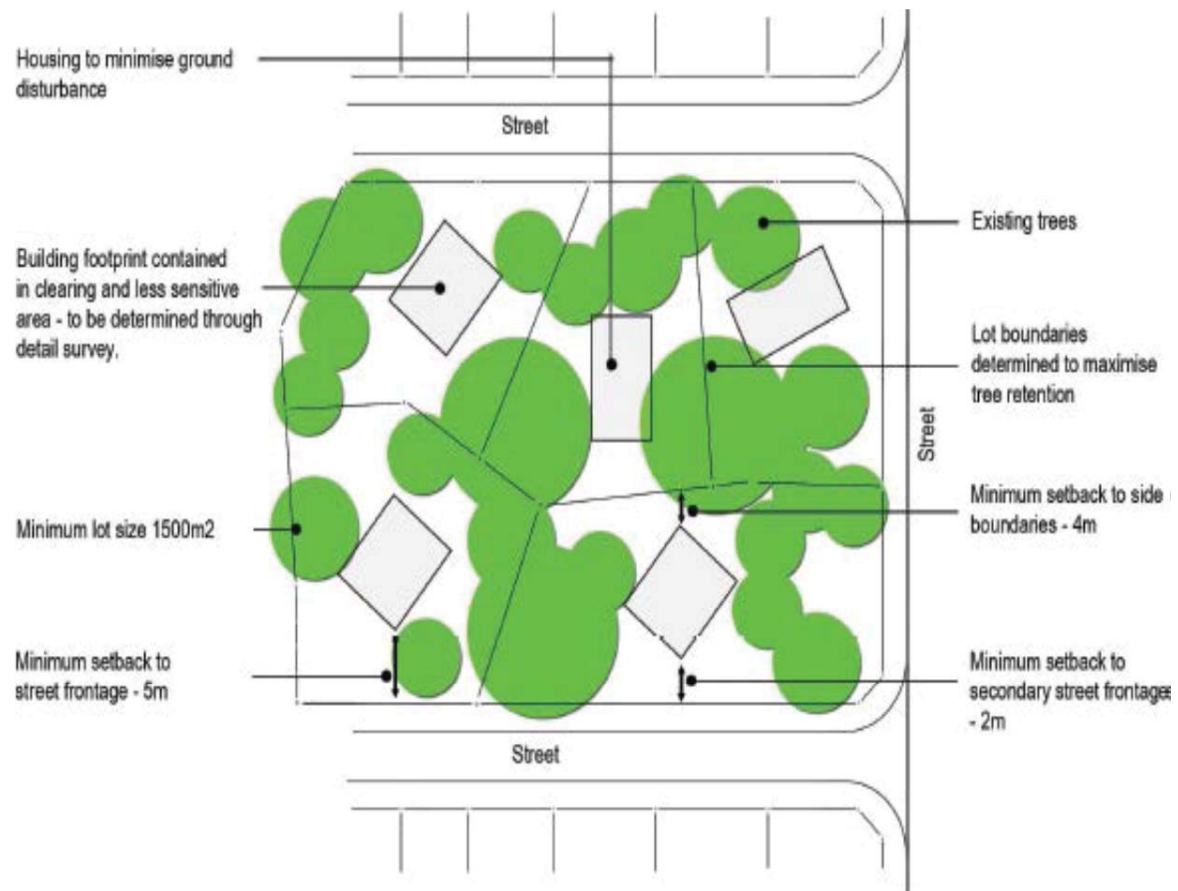 Housing to minimise ground
disturbance
Street
Existing trees
Building footprint contained
in clearing and less sensitive
area - to be determined through
detail survey.
Lot boundaries
determined to maximise
tree retention
Street
Minimum setback to side
boundaries - 4m
Minimum lot size 1500m2
Minimum setback to
street frontage - 5m
Minimum setback to
secondary street frontages
- 2m
Street